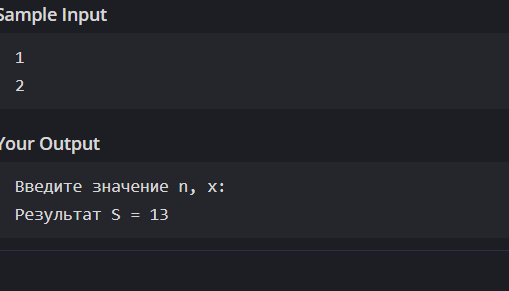 Sample Input
1
2
Your Output
Введите значение n, x:
Результат S = 13